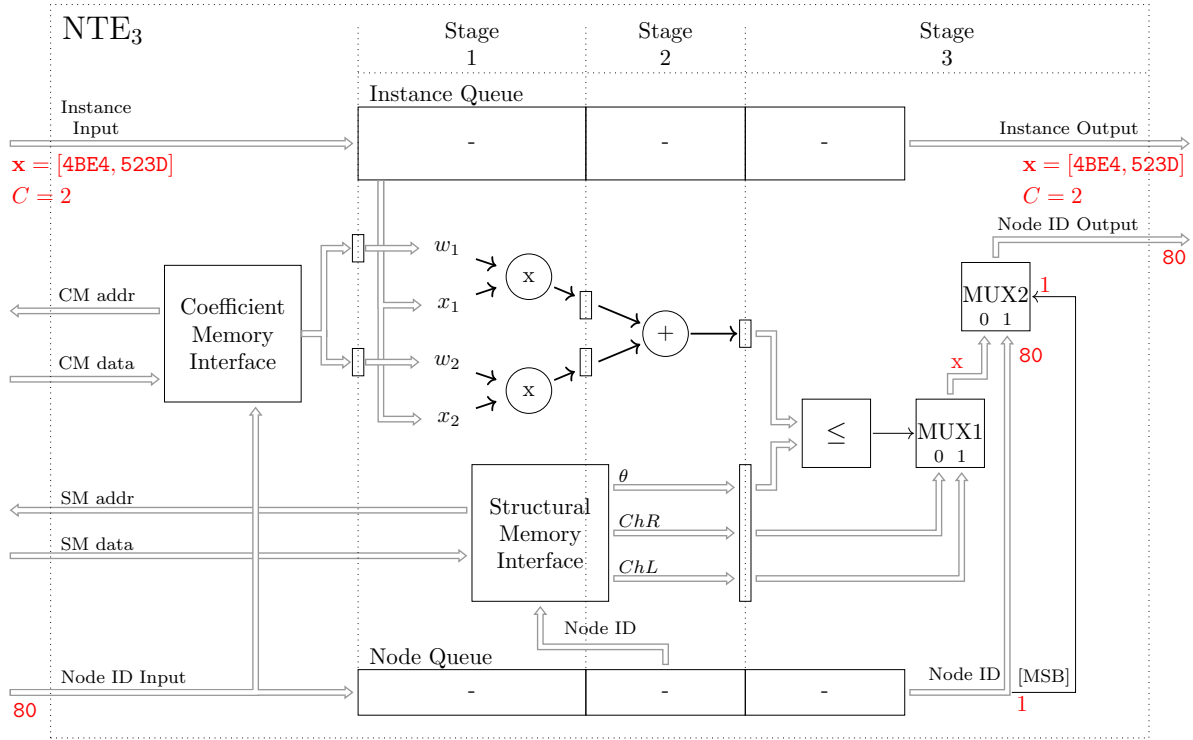 NTE₃
Stage
1
Stage
2
Stage
3
Instance Queue
Instance
Input
-
-
-
Instance Output
x = [4BE4, 523D]
C = 2
x = [4BE4, 523D]
C = 2
Node ID Output
80
w₁
x
x₁
CM addr
Coefficient
Memory
Interface
CM data
+
w₂
x
x₂
MUX2
0 1
1
80
x
≤
MUX1
0 1
SM addr
SM data
Structural
Memory
Interface
θ
ChR
ChL
Node ID
Node Queue
Node ID Input
80
-
-
-
Node ID
[MSB]
1